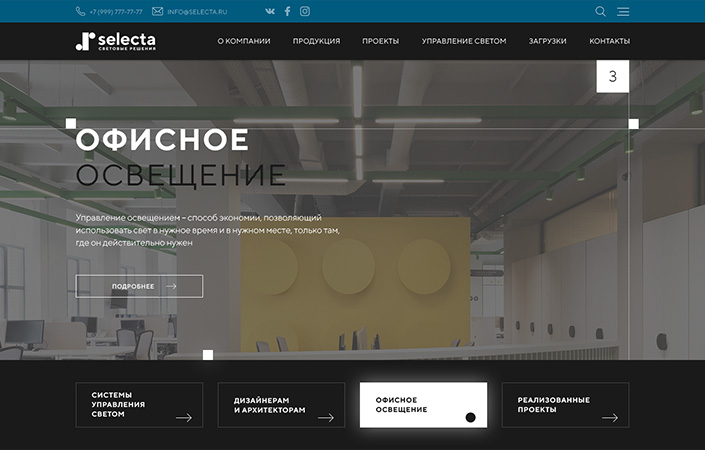 +7 (999) 777-77-77
INFO@SELECTA.RU
selecta
СВЕТОВЫЕ РЕШЕНИЯ
О КОМПАНИИ
ПРОДУКЦИЯ
ПРОЕКТЫ
УПРАВЛЕНИЕ СВЕТОМ
ЗАГРУЗКИ
КОНТАКТЫ
3
ОФИСНОЕ
ОСВЕЩЕНИЕ
Управление освещением – способ экономии, позволяющий
использовать свет в нужное время и в нужном месте, только там,
где он действительно нужен
ПОДРОБНЕЕ
СИСТЕМЫ
УПРАВЛЕНИЯ
СВЕТОМ
ДИЗАЙНЕРАМ
И АРХИТЕКТОРАМ
ОФИСНОЕ
ОСВЕЩЕНИЕ
РЕАЛИЗОВАННЫЕ
ПРОЕКТЫ